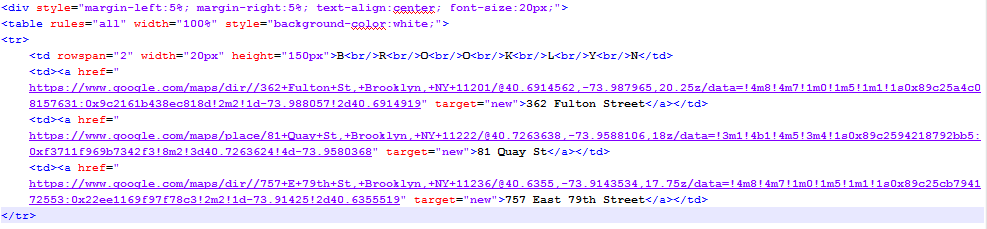 <div style="margin-left:5%; margin-right:5%; text-align:center; font-size:20px;">
<table rules="all" width="100%" style="background-color:white;">
<tr>
<td rowspan="2" width="20px" height="150px">B<br/>R<br/>O<br/>O<br/>K<br/>L<br/>Y<br/>N</td>
<td><a href="
https://www.google.com/maps/dir//362+Fulton+St,+Brooklyn,+NY+11201/@40.6914562,-73.987965,20.25z/data=!4m8!4m7!1m0!1m5!1m1!1s0x89c25a4c0
8157631:0x9c2161b438ec818d!2m2!1d-73.988057!2d40.6914919" target="new">362 Fulton Street</a></td>
<td><a href="
https://www.google.com/maps/place/81+Quay+St,+Brooklyn,+NY+11222/@40.7263638,-73.9588106,18z/data=!3m1!4b1!4m5!3m4!1s0x89c2594218792bb5:
0xf3711f969b7342f3!8m2!3d40.7263624!4d-73.9580368" target="new">81 Quay St</a></td>
<td><a href="
https://www.google.com/maps/dir//757+E+79th+St,+Brooklyn,+NY+11236/@40.6355,-73.9143534,17.75z/data=!4m8!4m7!1m0!1m5!1m1!1s0x89c25cb7941
72553:0x22ee1169f97f78c3!2m2!1d-73.91425!2d40.6355519" target="new">757 East 79th Street</a></td>
</tr>